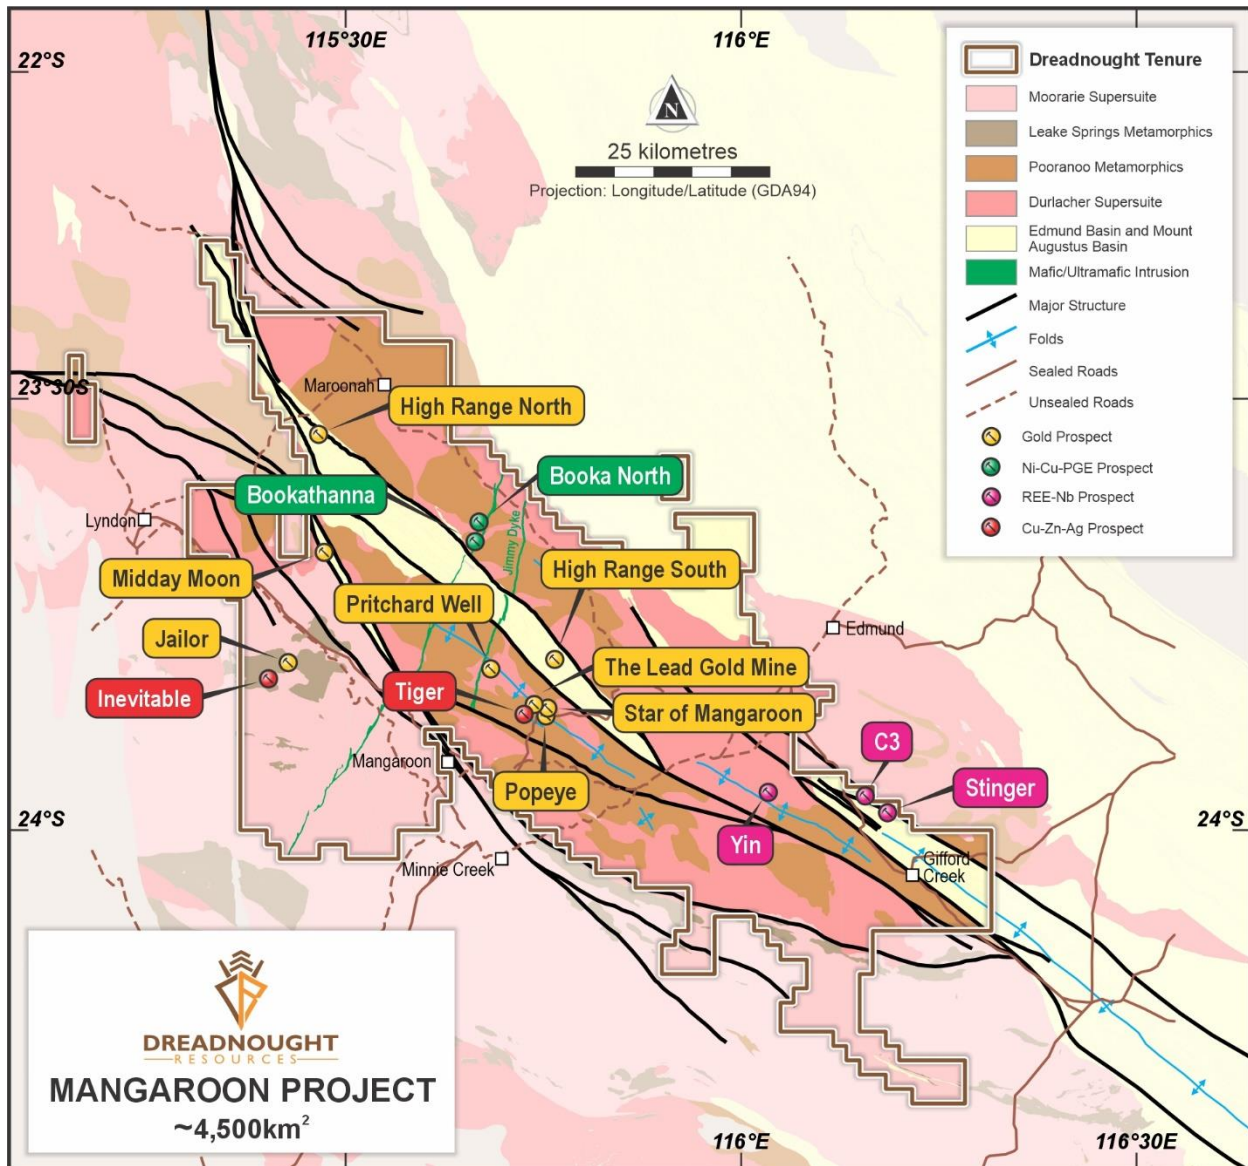 115°30E
116°E
22°S
N
25 kilometres
Projection: Longitude/Latitude (GDA94)
Dreadnought Tenure
Moorarie Supersuite
Leake Springs Metamorphics
Pooranoo Metamorphics
Durlacher Supersuite
Edmund Basin and Mount
Augustus Basin
Mafic/Ultramafic Intrusion
Major Structure
Folds
Sealed Roads
Unsealed Roads
Gold Prospect
Ni-Cu-PGE Prospect
REE-Nb Prospect
Cu-Zn-Ag Prospect
23°30S
Maroonah
High Range North
Bookathanna
Booka North
Lyndon
Jimmy Dyke
Midday Moon
High Range South
Pritchard Well
Jailor
Edmund
The Lead Gold Mine
Inevitable
Tiger
Star of Mangaroon
C3
Mangaroon
Popeye
Stinger
Yin
24°S
Minnie Creek
Gifford
Creek
DREADNOUGHT
RESOURCES
MANGAROON PROJECT
~4,500km²
116°E
116°30E